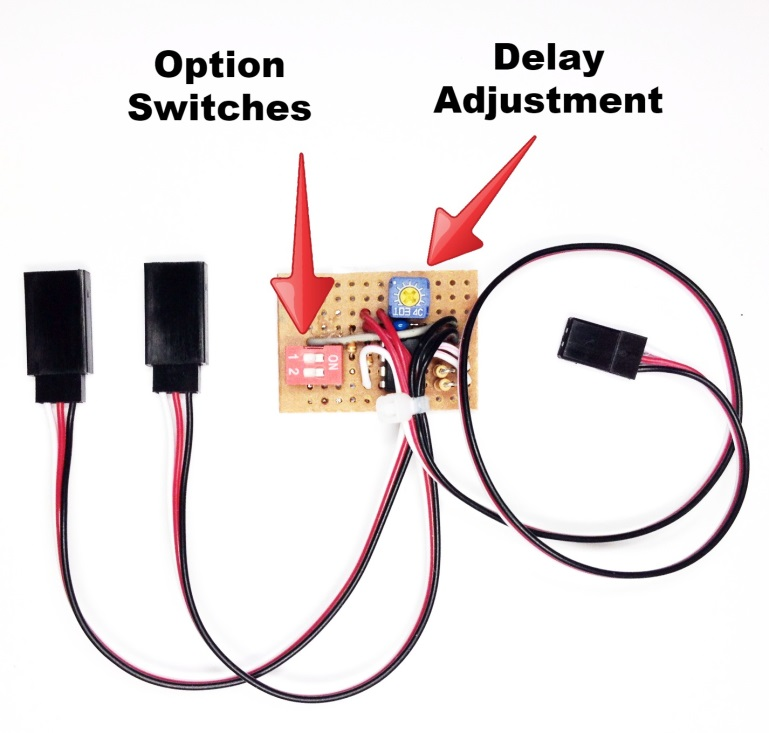 Option
Switches
Delay
Adjustment
ON
1 2